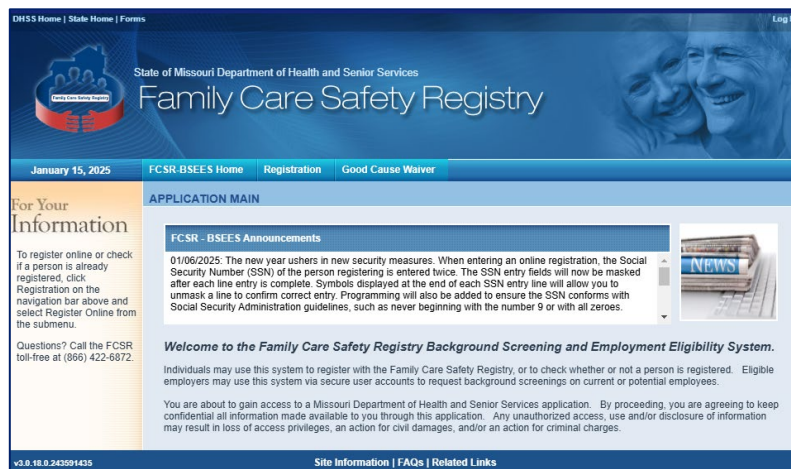 DHSS Home | State Home | Forms
Log
Family Care Safety Registry
State of Missouri Department of Health and Senior Services
Family Care Safety Registry
January 15, 2025
FCSR-BSEES Home
Registration
Good Cause Waiver
For Your
Information
To register online or check
if a person is already
registered, click
Registration on the
navigation bar above and
select Register Online from
the submenu.
Questions? Call the FCSR
toll-free at (866) 422-6872.
APPLICATION MAIN
FCSR - BSEES Announcements
01/06/2025: The new year ushers in new security measures. When entering an online registration, the Social
Security Number (SSN) of the person registering is entered twice. The SSN entry fields will now be masked
after each line entry is complete. Symbols displayed at the end of each SSN entry line will allow you to
unmask a line to confirm correct entry. Programming will also be added to ensure the SSN conforms with
Social Security Administration guidelines, such as never beginning with the number 9 or with all zeroes.
NEWS
Welcome to the Family Care Safety Registry Background Screening and Employment Eligibility System.
Individuals may use this system to register with the Family Care Safety Registry, or to check whether or not a person is registered. Eligible
employers may use this system via secure user accounts to request background screenings on current or potential employees.
You are about to gain access to a Missouri Department of Health and Senior Services application. By proceeding, you are agreeing to keep
confidential all information made available to you through this application. Any unauthorized access, use and/or disclosure of information
may result in loss of access privileges, an action for civil damages, and/or an action for criminal charges.
v3.0.18.0.243591435
Site Information | FAQs | Related Links